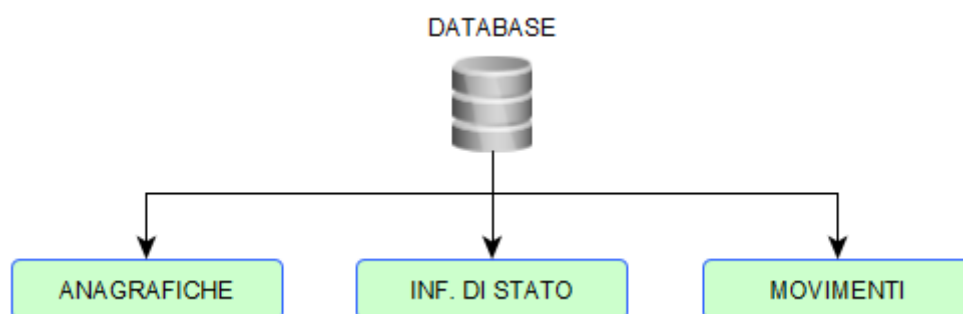 DATABASE
ANAGRAFICHE
INF. DI STATO
MOVIMENTI